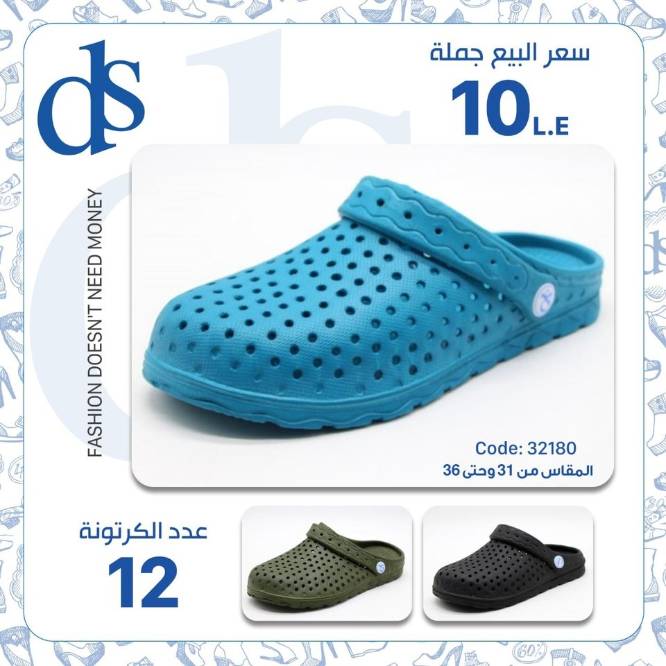 ds
سعر البيع جملة
10L.E
FASHION DOESN'T NEED MONEY
Code: 32180
المقاس من 31 وحتى 36
عدد الكرتونة
12
60%